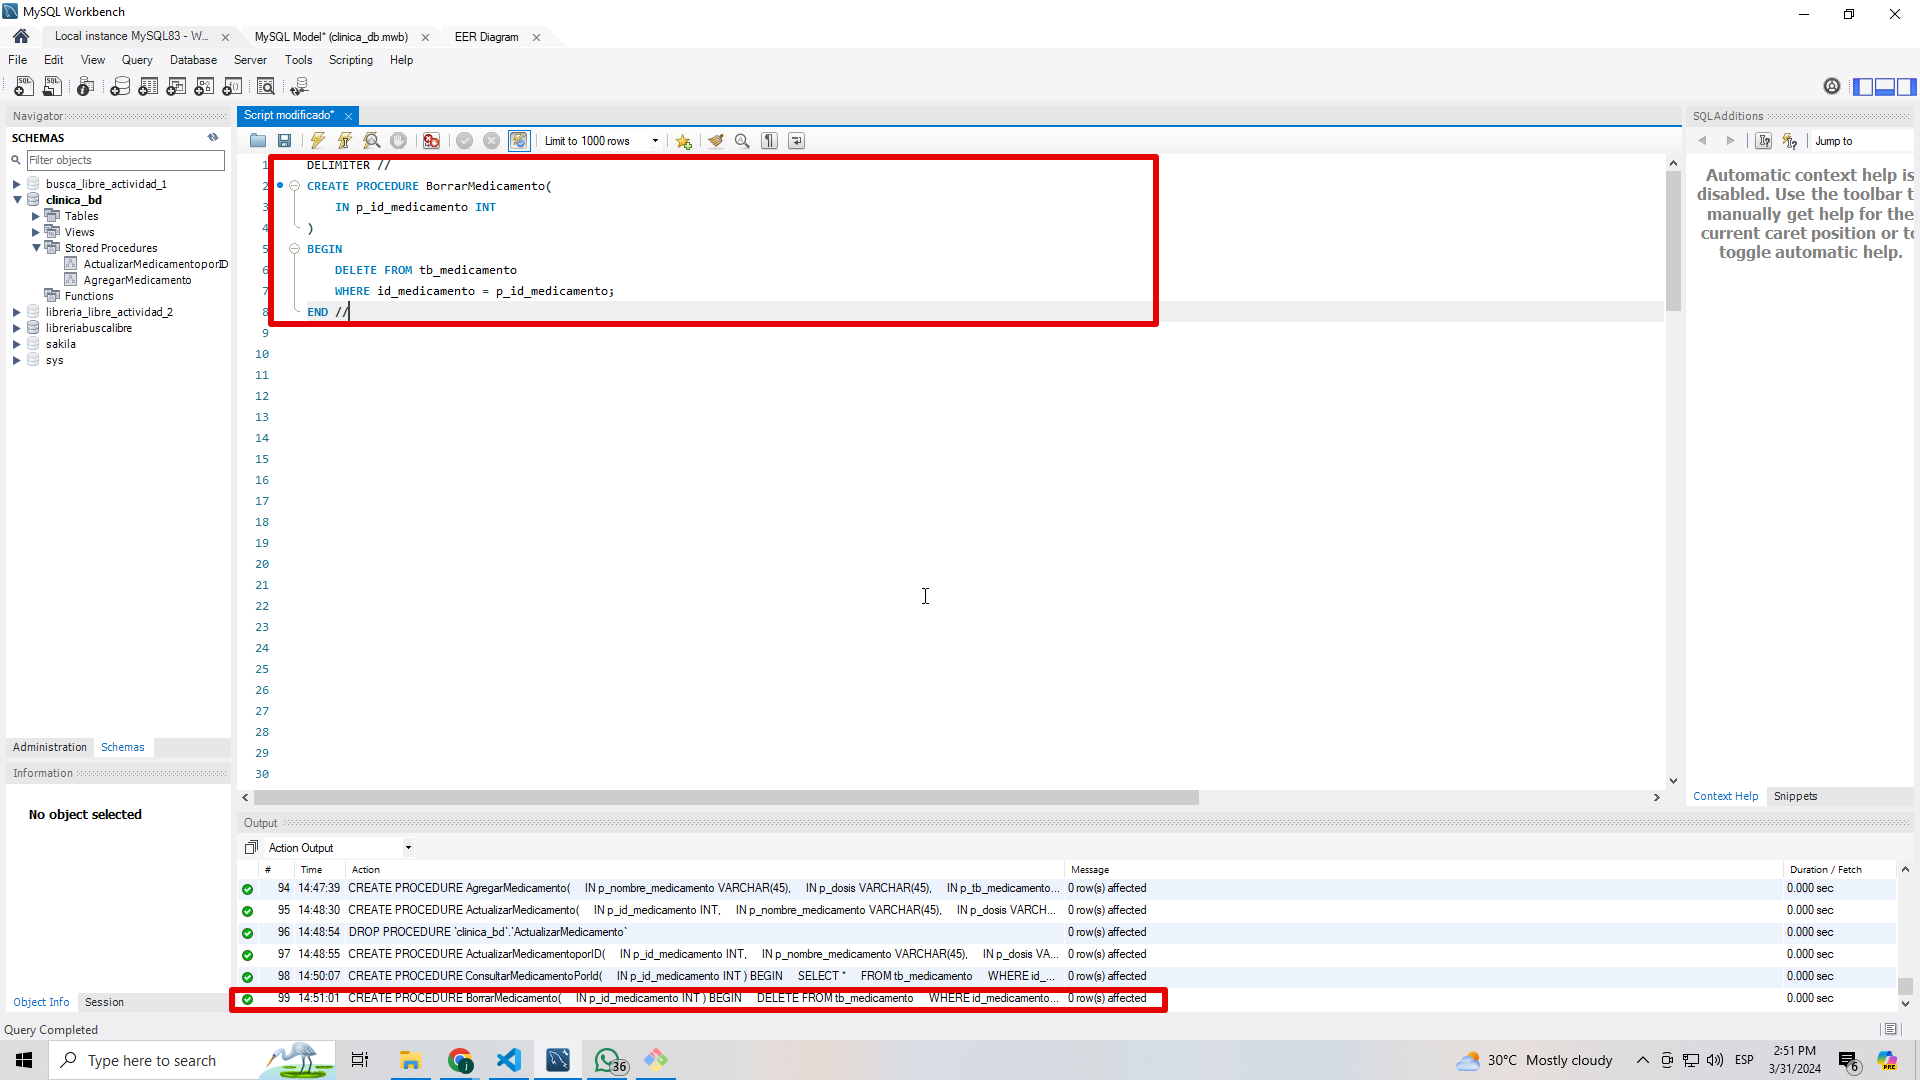 MySQL Workbench
Local instance MySQL83 - W...
MySQL Model* (clinica_db.mwb)
EER Diagram
File Edit View Query Database Server Tools Scripting Help
Navigator
SCHEMAS
Filter objects
busca_libre_actividad_1
clinica_bd
Tables
Views
Stored Procedures
ActualizarMedicamentoporID
AgregarMedicamento
Functions
libreria_libre_actividad_2
libreriabuscalibre
sakila
sys
Administration Schemas
Information
No object selected
Object Info Session
Script modificado*
Limit to 1000 rows
1 DELIMITER //
2 CREATE PROCEDURE BorrarMedicamento(
3 IN p_id_medicamento INT
4 )
5 BEGIN
6 DELETE FROM tb_medicamento
7 WHERE id_medicamento = p_id_medicamento;
8 END //
9
10
11
12
13
14
15
16
17
18
19
20
21
22
23
24
25
26
27
28
29
30
SQLAdditions
Jump to
Automatic context help is
disabled. Use the toolbar t
manually get help for the
current caret position or to
toggle automatic help.
Context Help Snippets
Output
Action Output
# Time Action Message Duration / Fetch
94 14:47:39 CREATE PROCEDURE AgregarMedicamento( IN p_nombre_medicamento VARCHAR(45), IN p_dosis VARCHAR(45), IN p_tb_medicamento... 0 row(s) affected 0.000 sec
95 14:48:30 CREATE PROCEDURE ActualizarMedicamento( IN p_id_medicamento INT, IN p_nombre_medicamento VARCHAR(45), IN p_dosis VARCH... 0 row(s) affected 0.000 sec
96 14:48:54 DROP PROCEDURE `clinica_bd`.`ActualizarMedicamento` 0 row(s) affected 0.000 sec
97 14:48:55 CREATE PROCEDURE ActualizarMedicamentoporID( IN p_id_medicamento INT, IN p_nombre_medicamento VARCHAR(45), IN p_dosis VA... 0 row(s) affected 0.000 sec
98 14:50:07 CREATE PROCEDURE ConsultarMedicamentoPorId( IN p_id_medicamento INT ) BEGIN SELECT * FROM tb_medicamento WHERE id_... 0 row(s) affected 0.000 sec
99 14:51:01 CREATE PROCEDURE BorrarMedicamento( IN p_id_medicamento INT ) BEGIN DELETE FROM tb_medicamento WHERE id_medicamento... 0 row(s) affected 0.000 sec
Query Completed
Type here to search
36
30°C Mostly cloudy
ESP
2:51 PM
3/31/2024
6
PRE